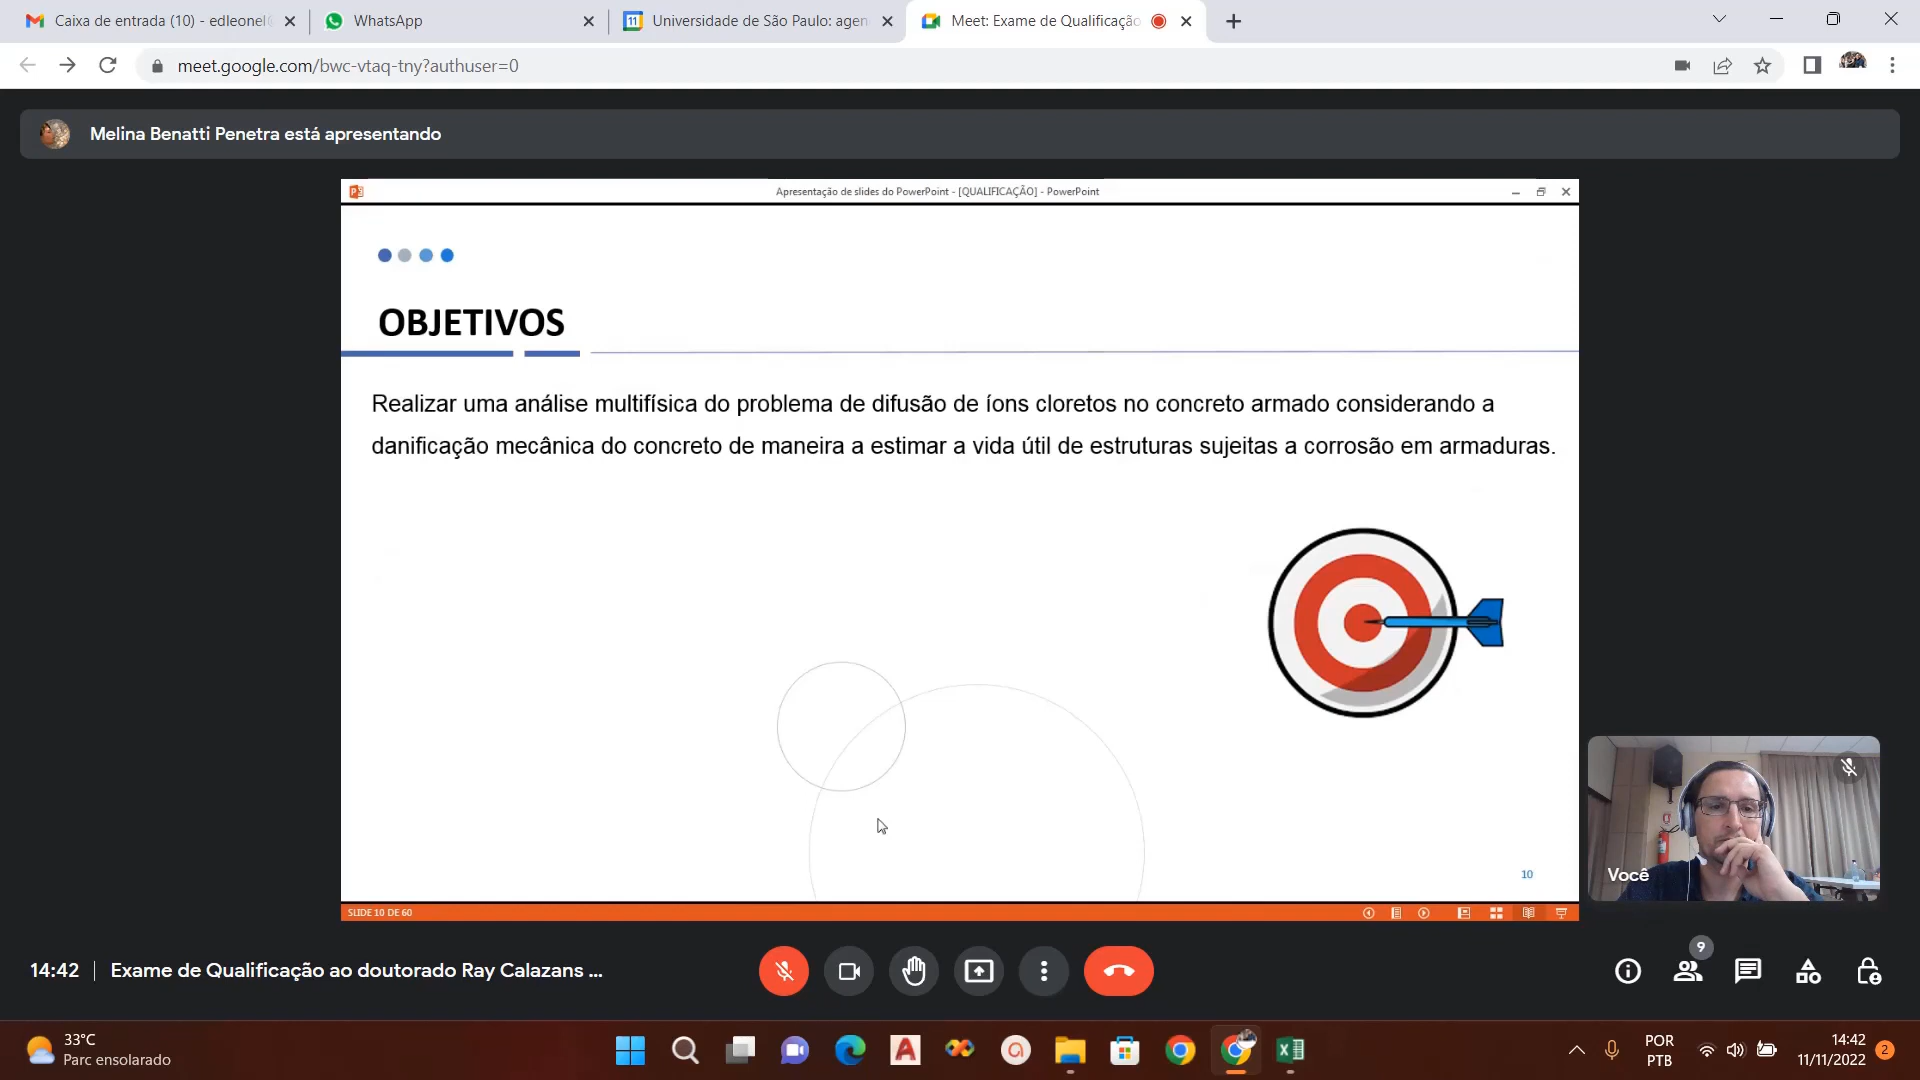 Caixa de entrada (10) - edleonel
WhatsApp
Universidade de São Paulo: agen
Meet: Exame de Qualificação
meet.google.com/bwc-vtaq-tny?authuser=0
Melina Benatti Penetra está apresentando
Apresentação de slides do PowerPoint - [QUALIFICAÇÃO] - PowerPoint
OBJETIVOS
Realizar uma análise multifísica do problema de difusão de íons cloretos no concreto armado considerando a
danificação mecânica do concreto de maneira a estimar a vida útil de estruturas sujeitas a corrosão em armaduras.
10
SLIDE 10 DE 60
Você
14:42 | Exame de Qualificação ao doutorado Ray Calazans ...
9
33°C
Parc ensolarado
POR
PTB
14:42
11/11/2022
2